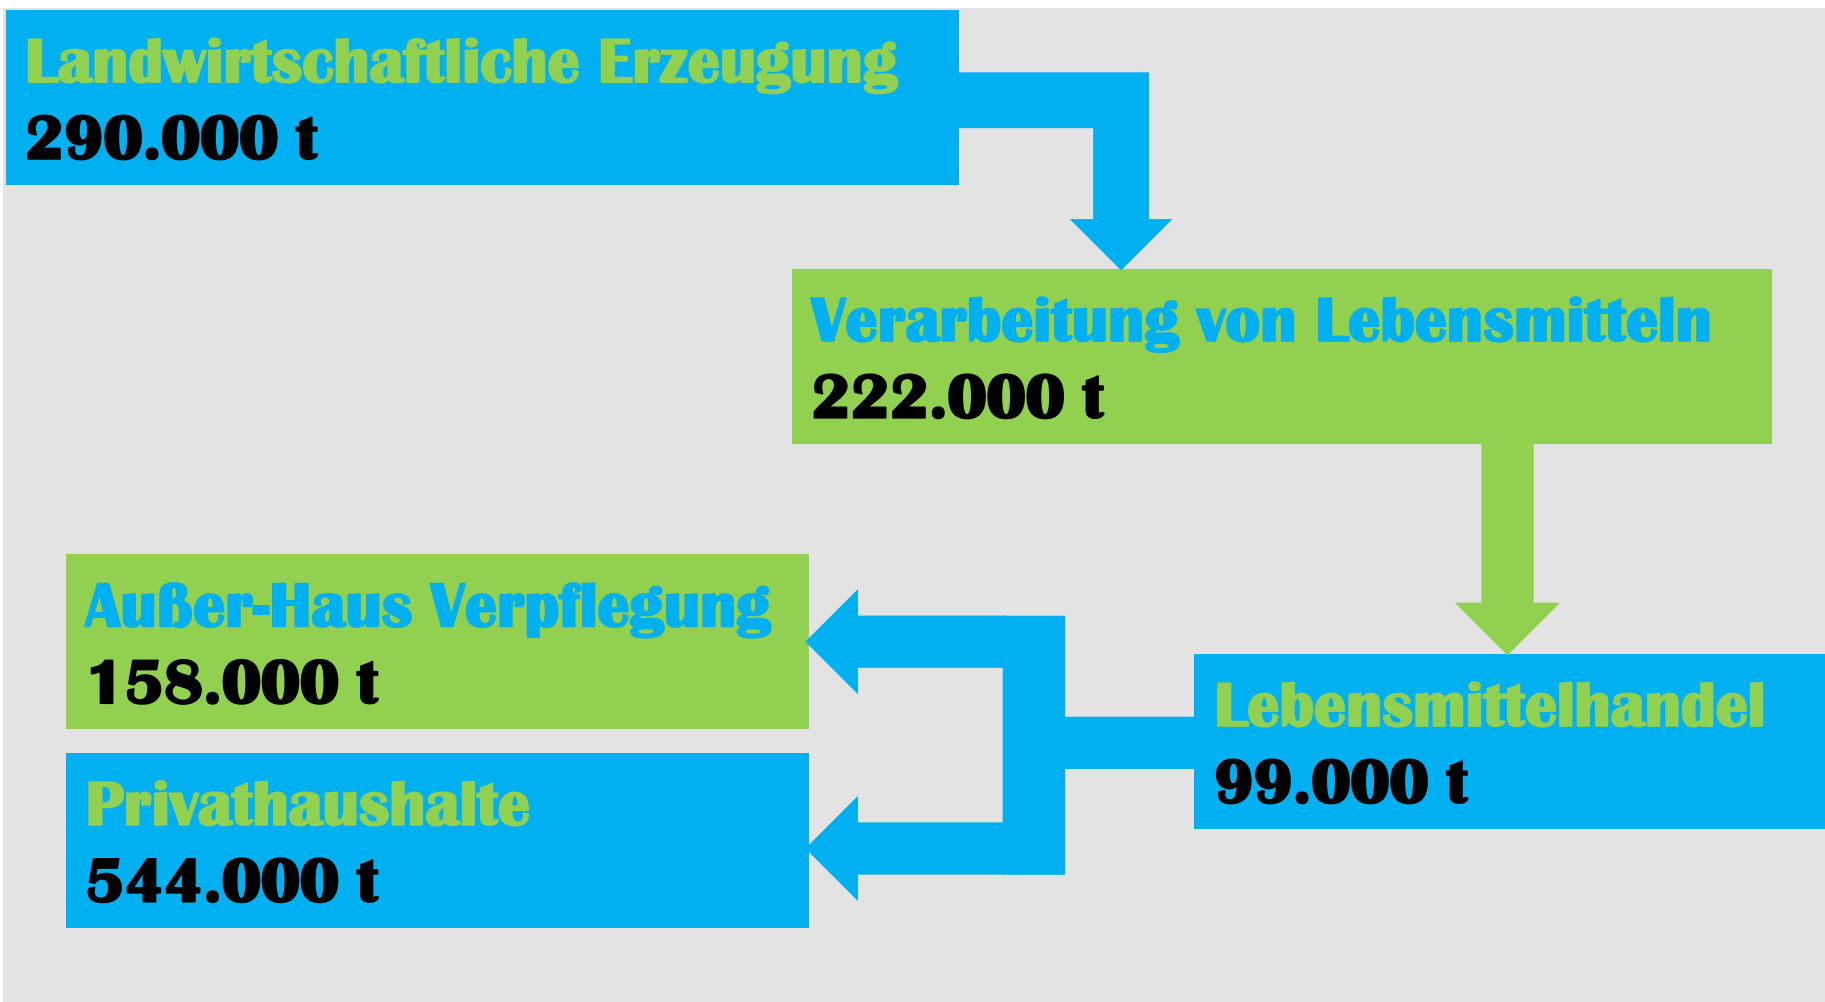 Landwirtschaftliche Erzeugung
290.000 t
Verarbeitung von Lebensmitteln
222.000 t
Außer-Haus Verpflegung
158.000 t
Lebensmittelhandel
99.000 t
Privathaushalte
544.000 t